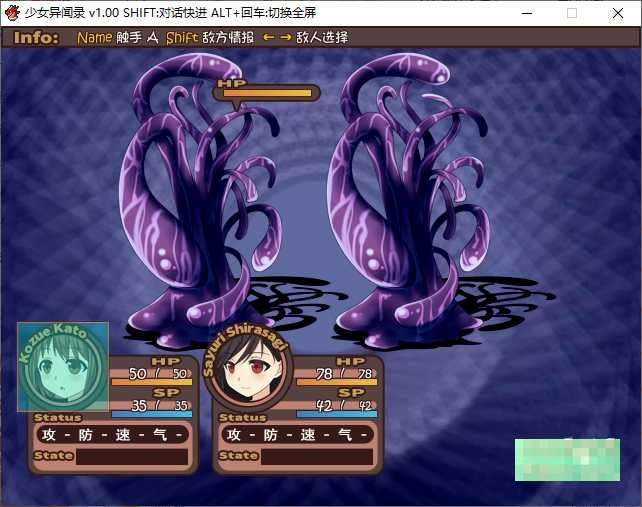 少女异闻录 v1.00 SHIFT:对话快进 ALT+回车:切换全屏
Info: Name 触手 A Shift 敌方情报 ←→ 敌人选择
HP
Kozue Kato
HP
50 / 50
SP
35 / 35
Status
攻 - 防 - 速 - 气 -
State
Sayuri Shirasagi
HP
78 / 78
SP
42 / 42
Status
攻 - 防 - 速 - 气 -
State